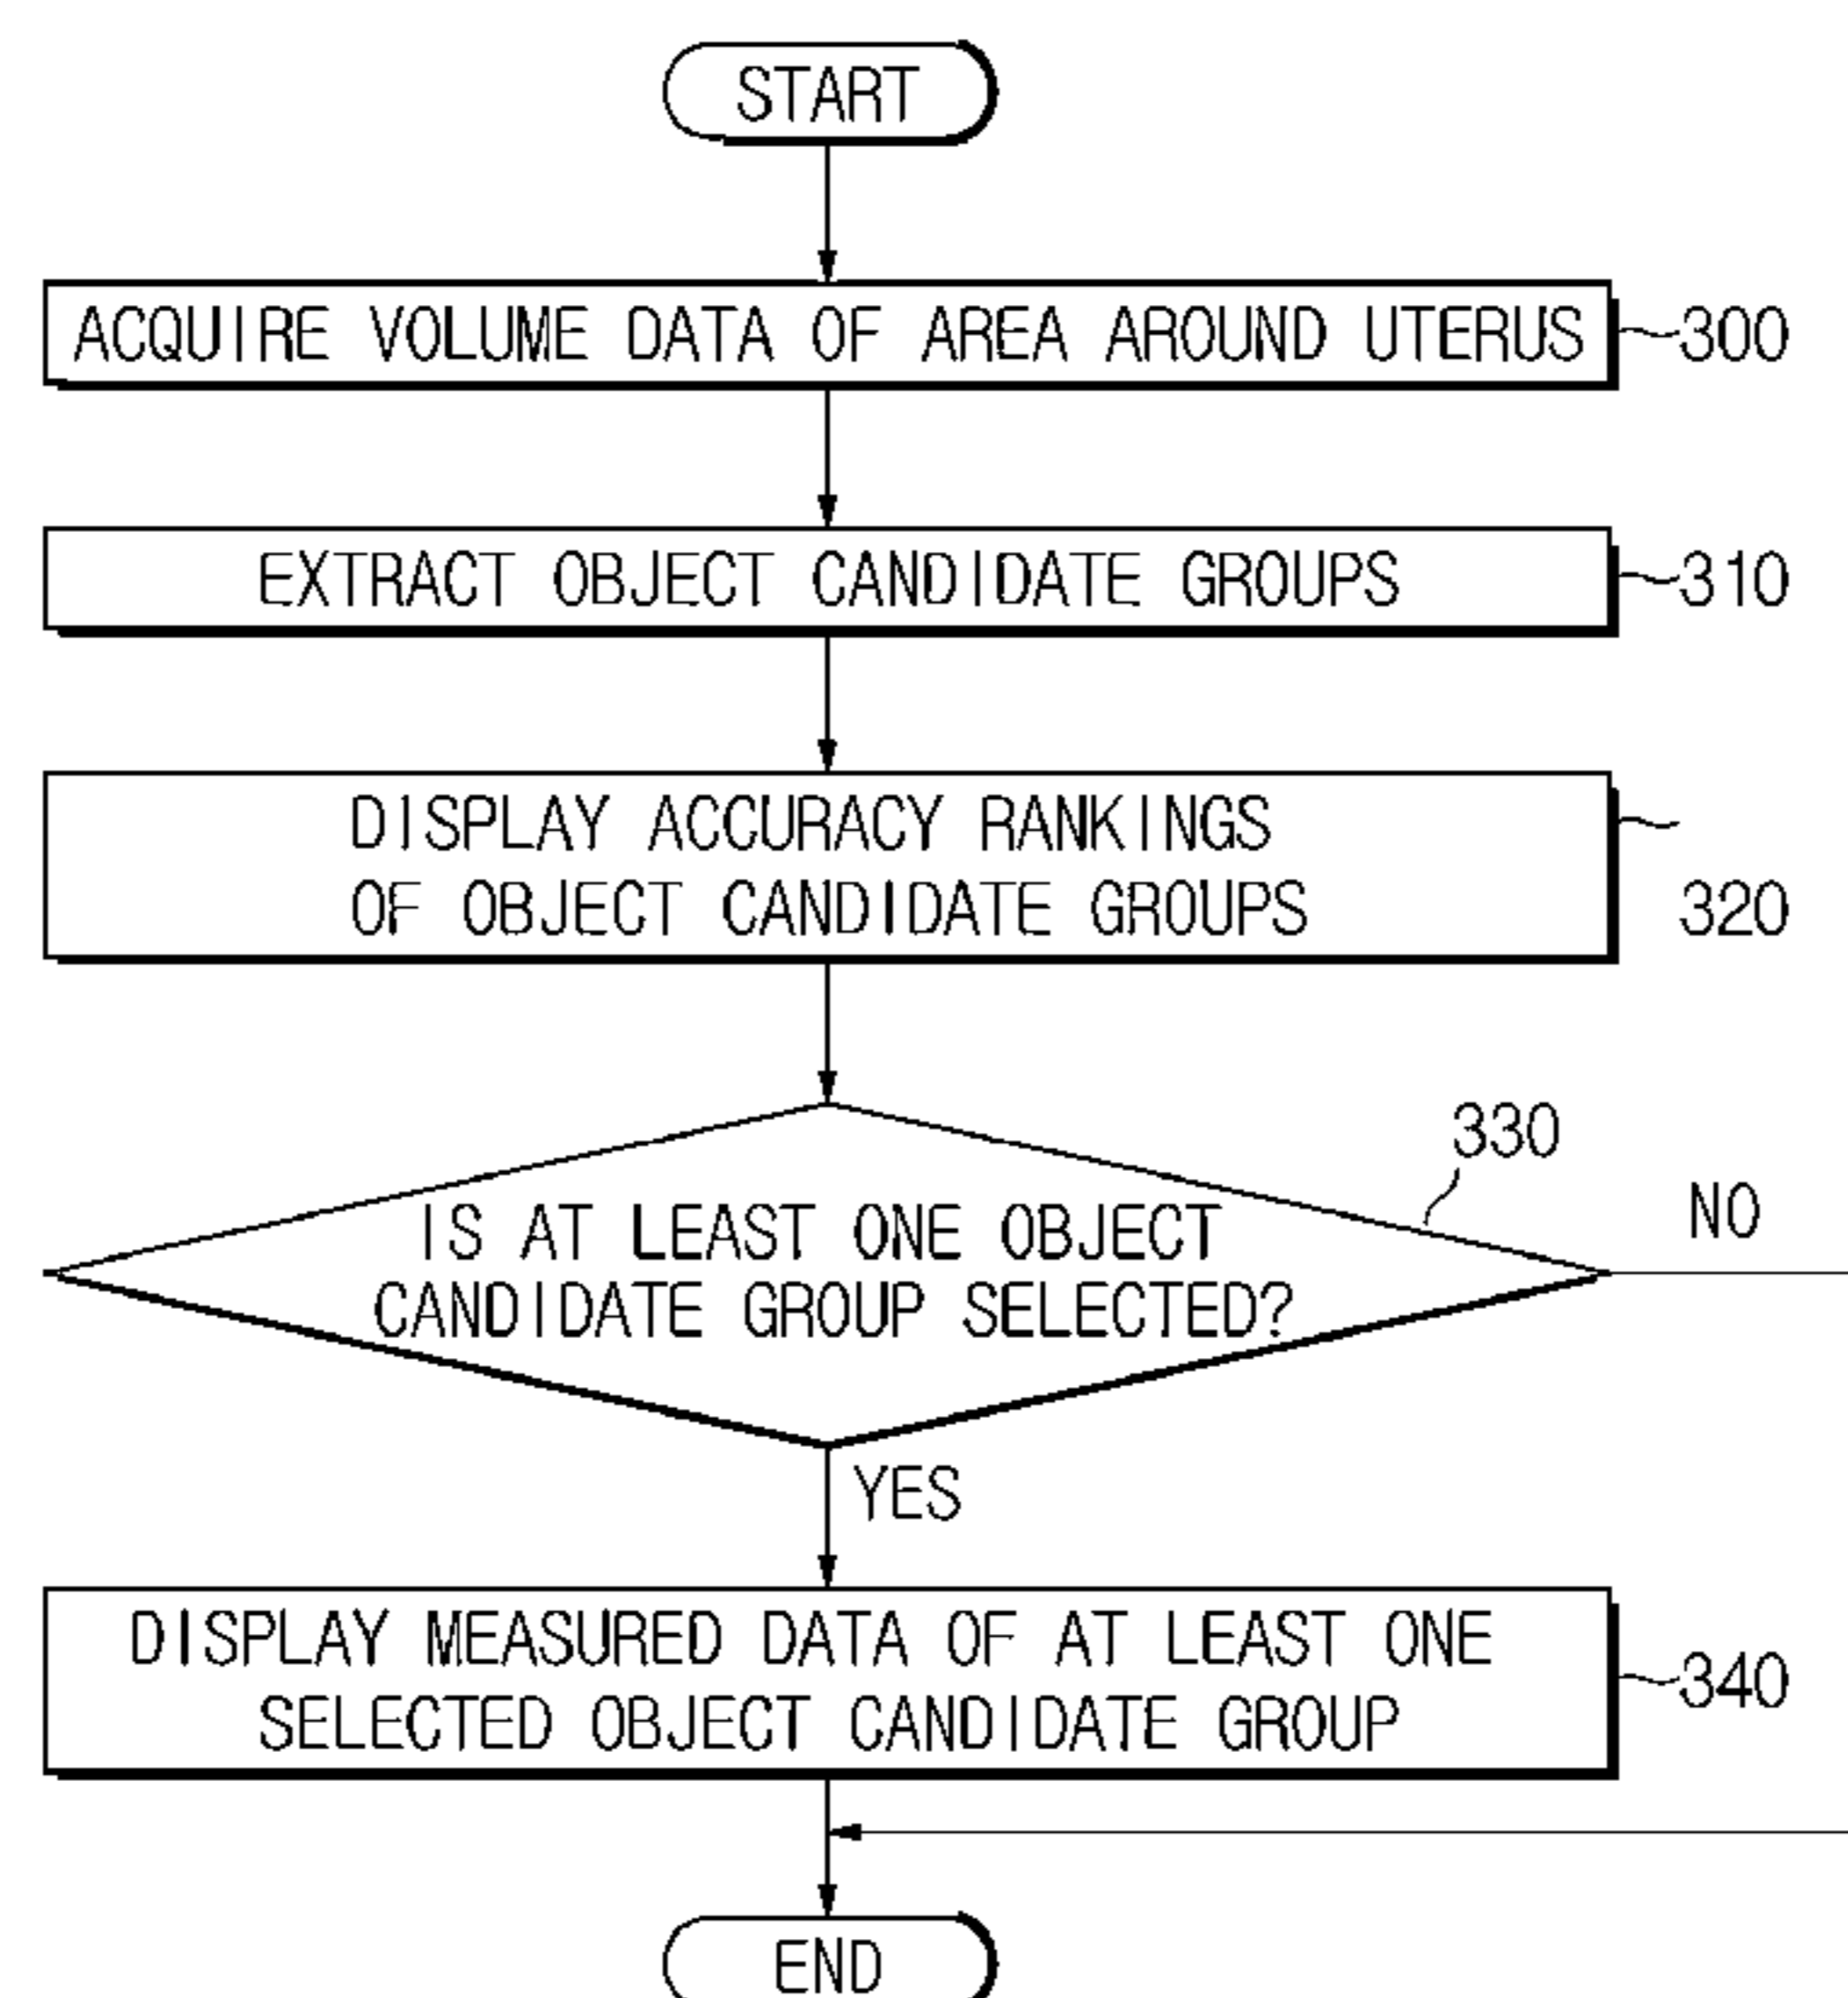 START
ACQUIRE VOLUME DATA OF AREA AROUND UTERUS
300
EXTRACT OBJECT CANDIDATE GROUPS
310
DISPLAY ACCURACY RANKINGS
OF OBJECT CANDIDATE GROUPS
320
330
IS AT LEAST ONE OBJECT
CANDIDATE GROUP SELECTED?
NO
YES
DISPLAY MEASURED DATA OF AT LEAST ONE
SELECTED OBJECT CANDIDATE GROUP
340
END